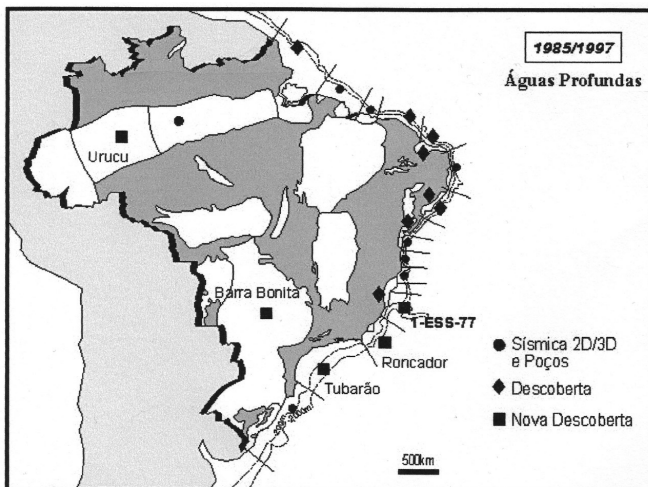 1985/1997
Águas Profundas
Urucu
Barra Bonita
1-ESS-77
Roncador
Tubarão
Sísmica 2D/3D
e Poços
Descoberta
Nova Descoberta
500km